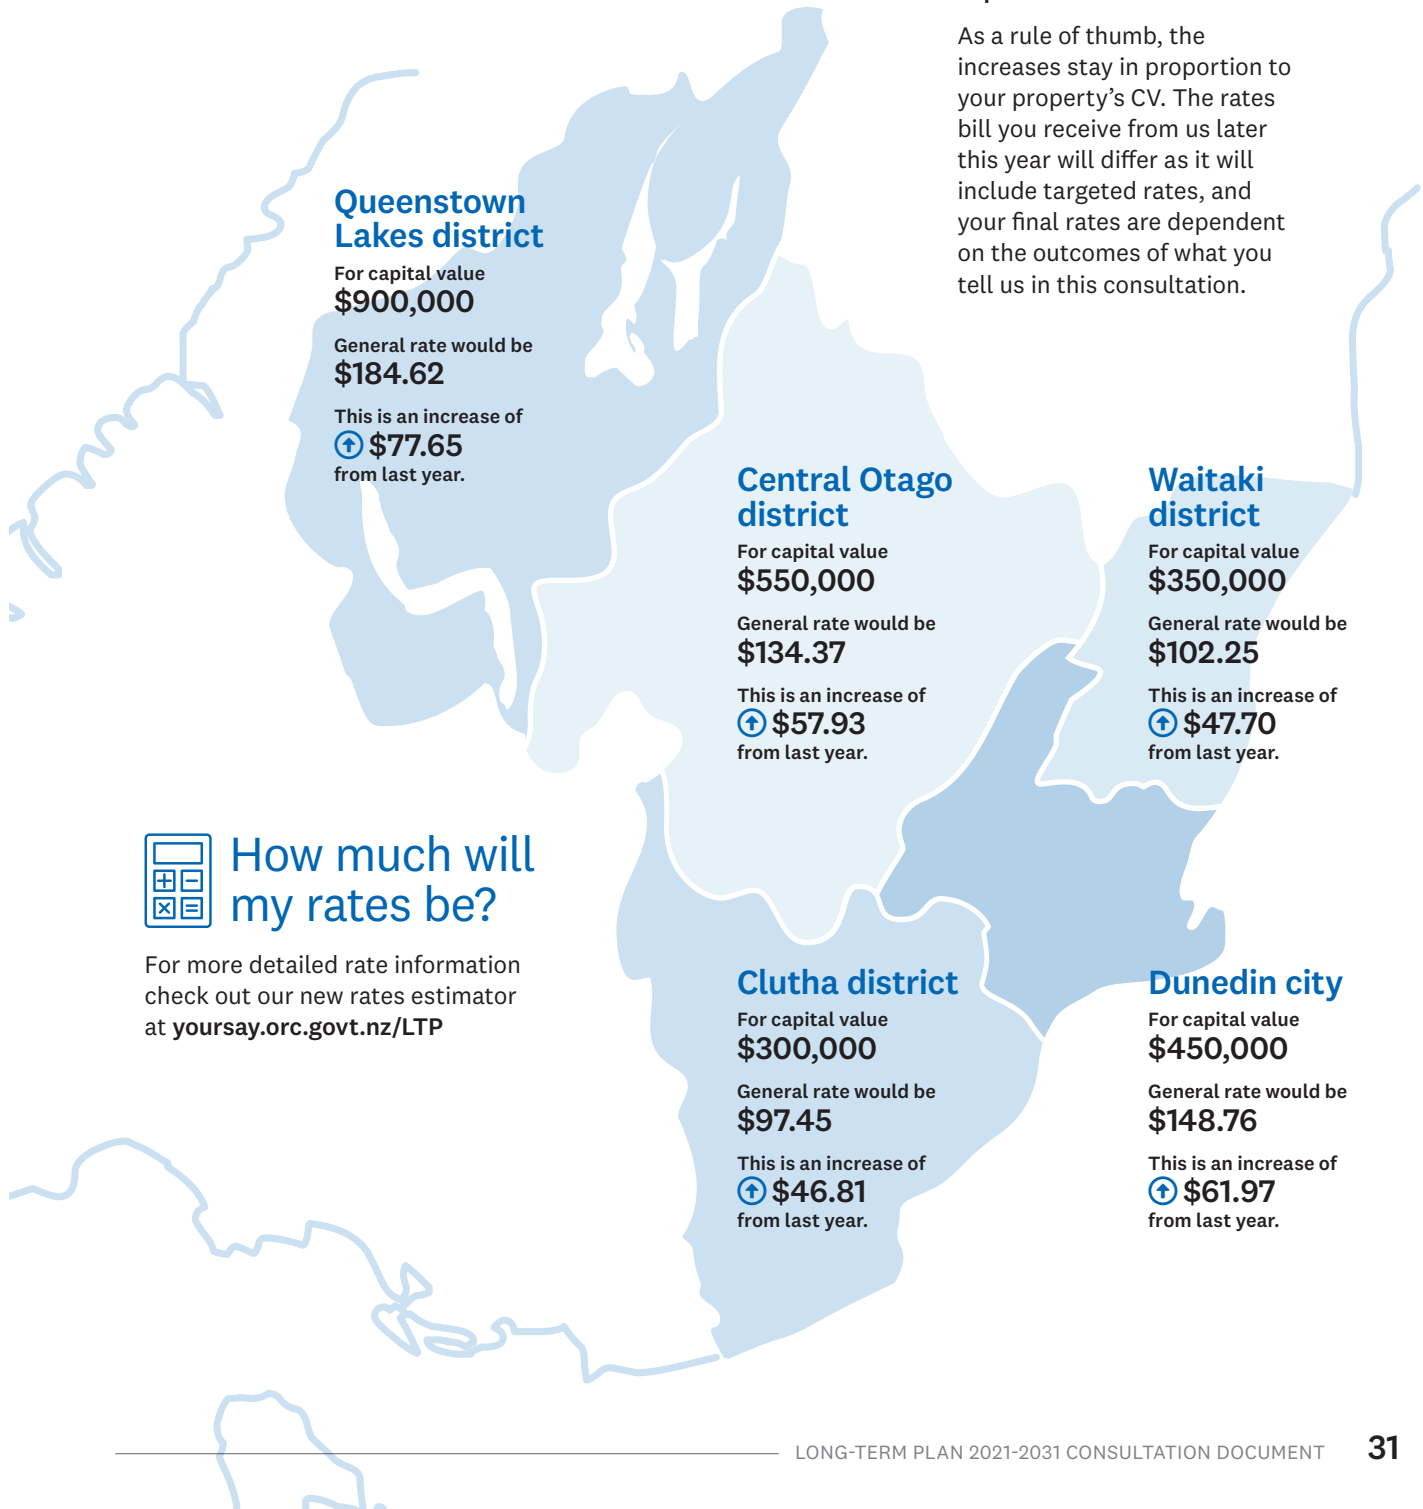 As a rule of thumb, the
increases stay in proportion to
your property’s CV. The rates
bill you receive from us later
this year will differ as it will
include targeted rates, and
your final rates are dependent
on the outcomes of what you
tell us in this consultation.
Queenstown
Lakes district
For capital value
$900,000
General rate would be
$184.62
This is an increase of
$77.65
from last year.
Central Otago
district
For capital value
$550,000
General rate would be
$134.37
This is an increase of
$57.93
from last year.
Waitaki
district
For capital value
$350,000
General rate would be
$102.25
This is an increase of
$47.70
from last year.
How much will
my rates be?
For more detailed rate information
check out our new rates estimator
at yoursay.orc.govt.nz/LTP
Clutha district
For capital value
$300,000
General rate would be
$97.45
This is an increase of
$46.81
from last year.
Dunedin city
For capital value
$450,000
General rate would be
$148.76
This is an increase of
$61.97
from last year.
LONG-TERM PLAN 2021-2031 CONSULTATION DOCUMENT 31